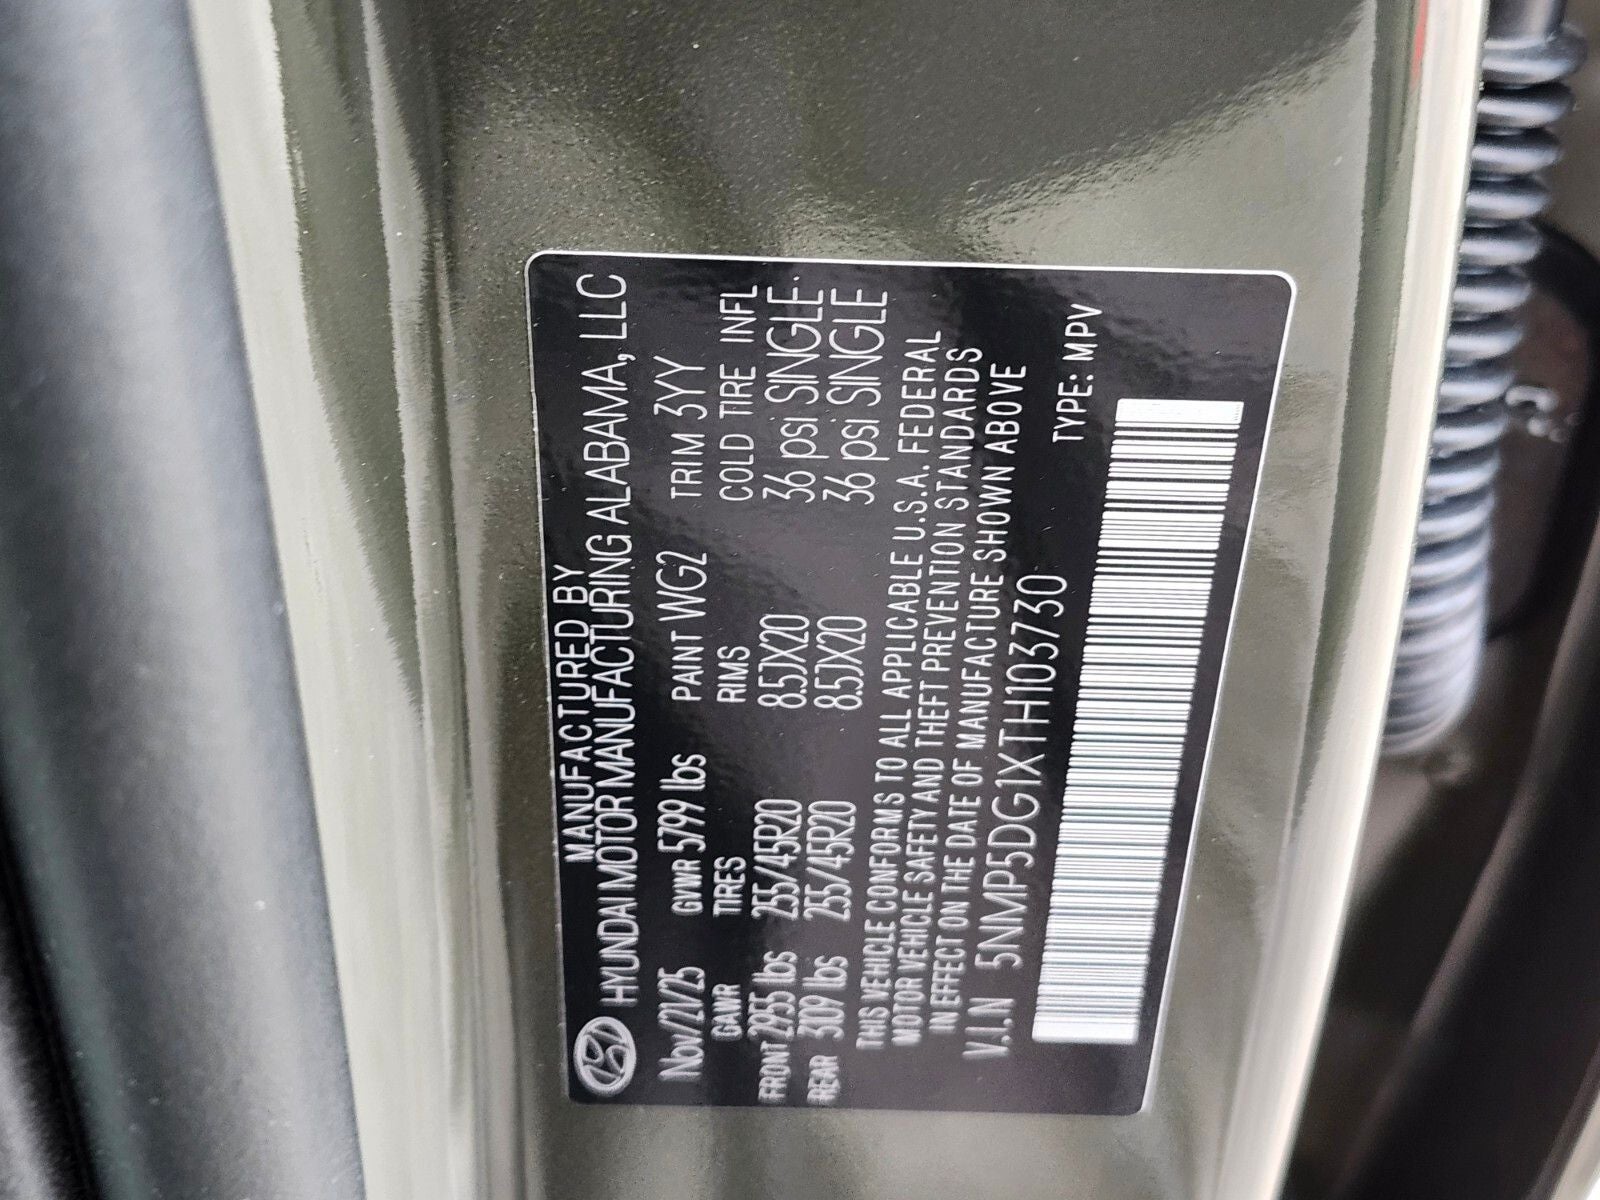 MANUFACTURED BY
HYUNDAI MOTOR MANUFACTURING ALABAMA, LLC
Nov/21/25 GVWR 5799 lbs PAINT WG2 TRIM 3YY
GAWR TIRES RIMS COLD TIRE INFL
FRONT 2955 lbs 255/45R20 8.5JX20 36 psi SINGLE
REAR 3109 lbs 255/45R20 8.5JX20 36 psi SINGLE
THIS VEHICLE CONFORMS TO ALL APPLICABLE U.S.A. FEDERAL
MOTOR VEHICLE SAFETY AND THEFT PREVENTION STANDARDS
IN EFFECT ON THE DATE OF MANUFACTURE SHOWN ABOVE
V.I.N 5NMP5DG1XTH103730 TYPE: MPV